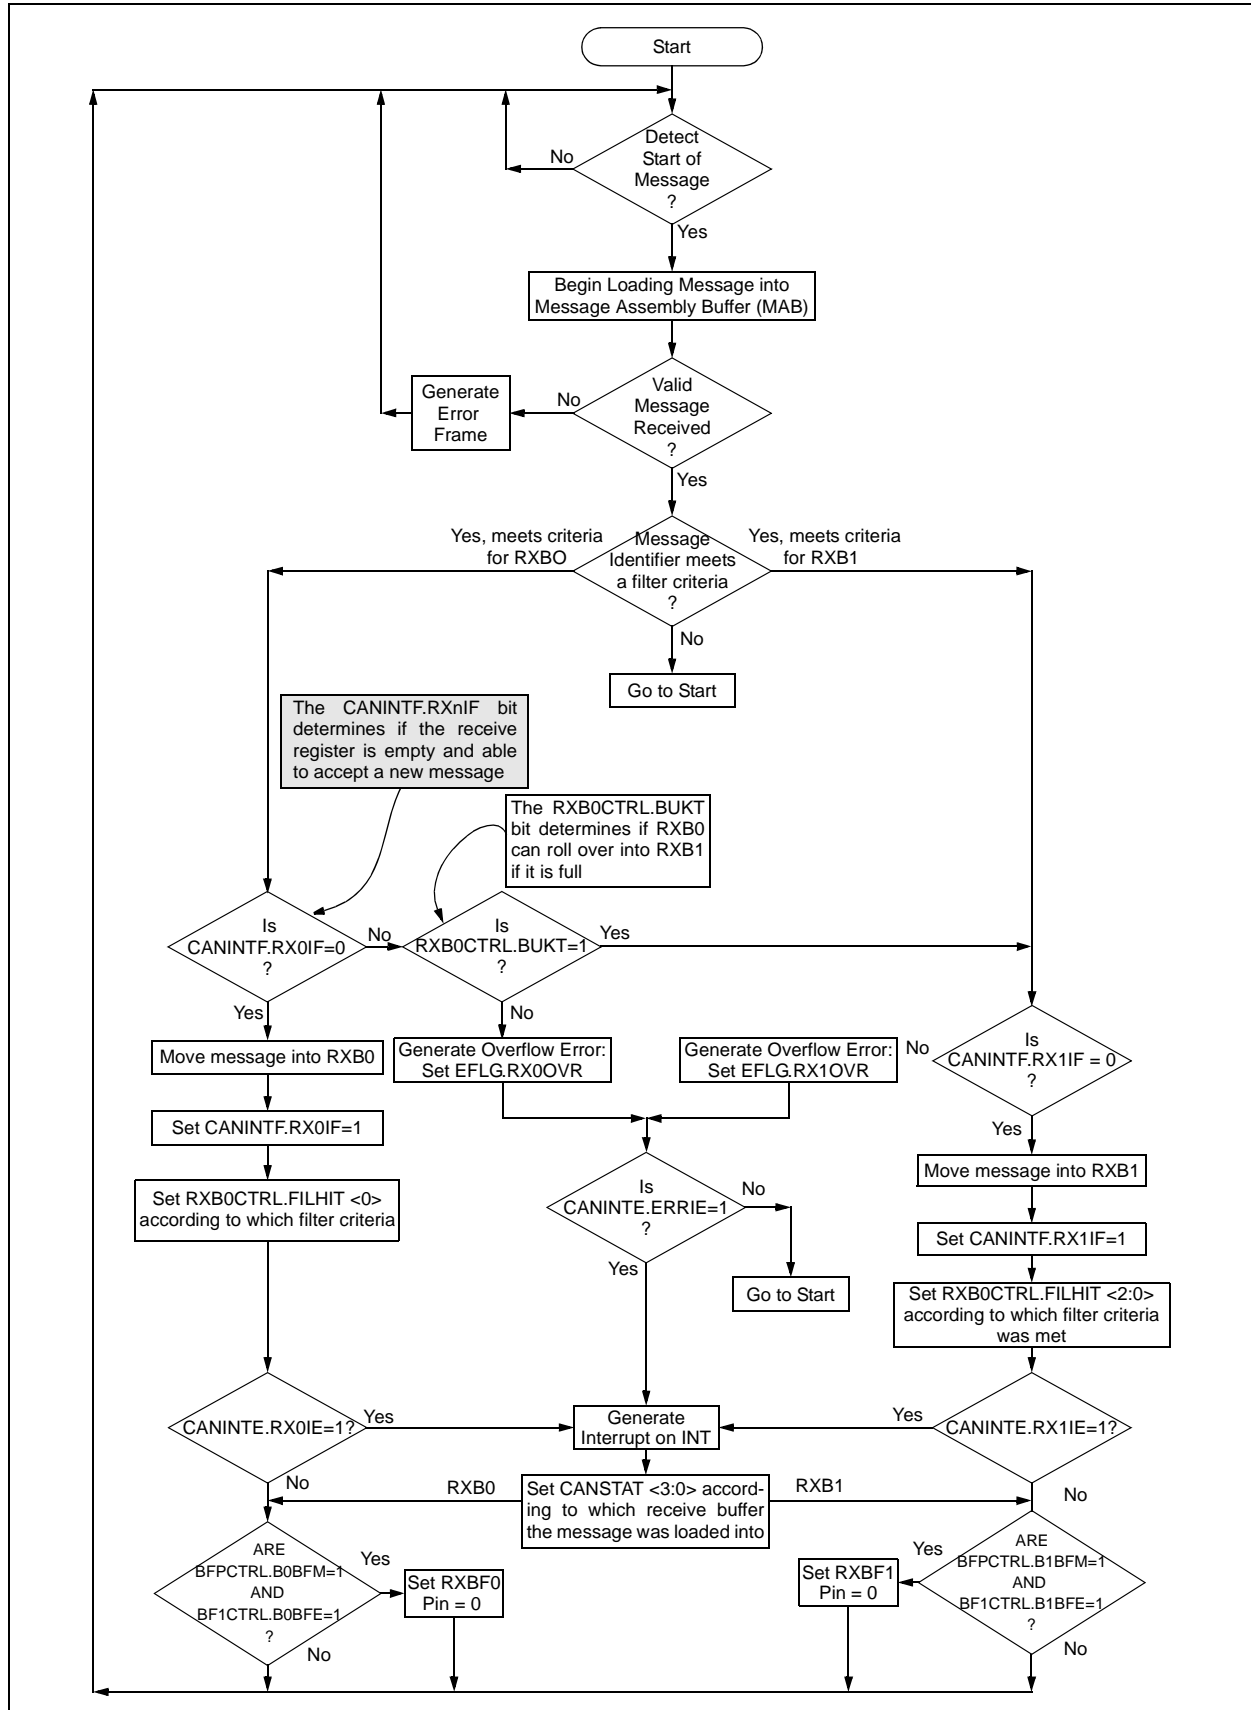 Start
Detect
Start of
Message
?
No
Yes
Begin Loading Message into
Message Assembly Buffer (MAB)
Valid
Message
Received
?
No
Generate
Error
Frame
Yes
Yes, meets criteria
for RXBO
Message
Identifier meets
a filter criteria
?
Yes, meets criteria
for RXB1
No
Go to Start
The CANINTF.RXnIF bit
determines if the receive
register is empty and able
to accept a new message
The RXB0CTRL.BUKT
bit determines if RXB0
can roll over into RXB1
if it is full
Is
CANINTF.RX0IF=0
?
No
Is
RXB0CTRL.BUKT=1
?
Yes
Yes
No
Move message into RXB0
Generate Overflow Error:
Set EFLG.RX0OVR
Generate Overflow Error:
Set EFLG.RX1OVR
No
Is
CANINTF.RX1IF = 0
?
Set CANINTF.RX0IF=1
Yes
Set RXB0CTRL.FILHIT <0>
according to which filter criteria
Is
CANINTE.ERRIE=1
?
No
Yes
Go to Start
Move message into RXB1
Set CANINTF.RX1IF=1
Set RXB0CTRL.FILHIT <2:0>
according to which filter criteria
was met
CANINTE.RX0IE=1?
Yes
Generate
Interrupt on INT
Yes
CANINTE.RX1IE=1?
No
RXB0
Set CANSTAT <3:0> accord-
ing to which receive buffer
the message was loaded into
RXB1
No
ARE
BFPCTRL.B0BFM=1
AND
BF1CTRL.B0BFE=1
?
Yes
Set RXBF0
Pin = 0
No
Set RXBF1
Pin = 0
Yes
ARE
BFPCTRL.B1BFM=1
AND
BF1CTRL.B1BFE=1
?
No